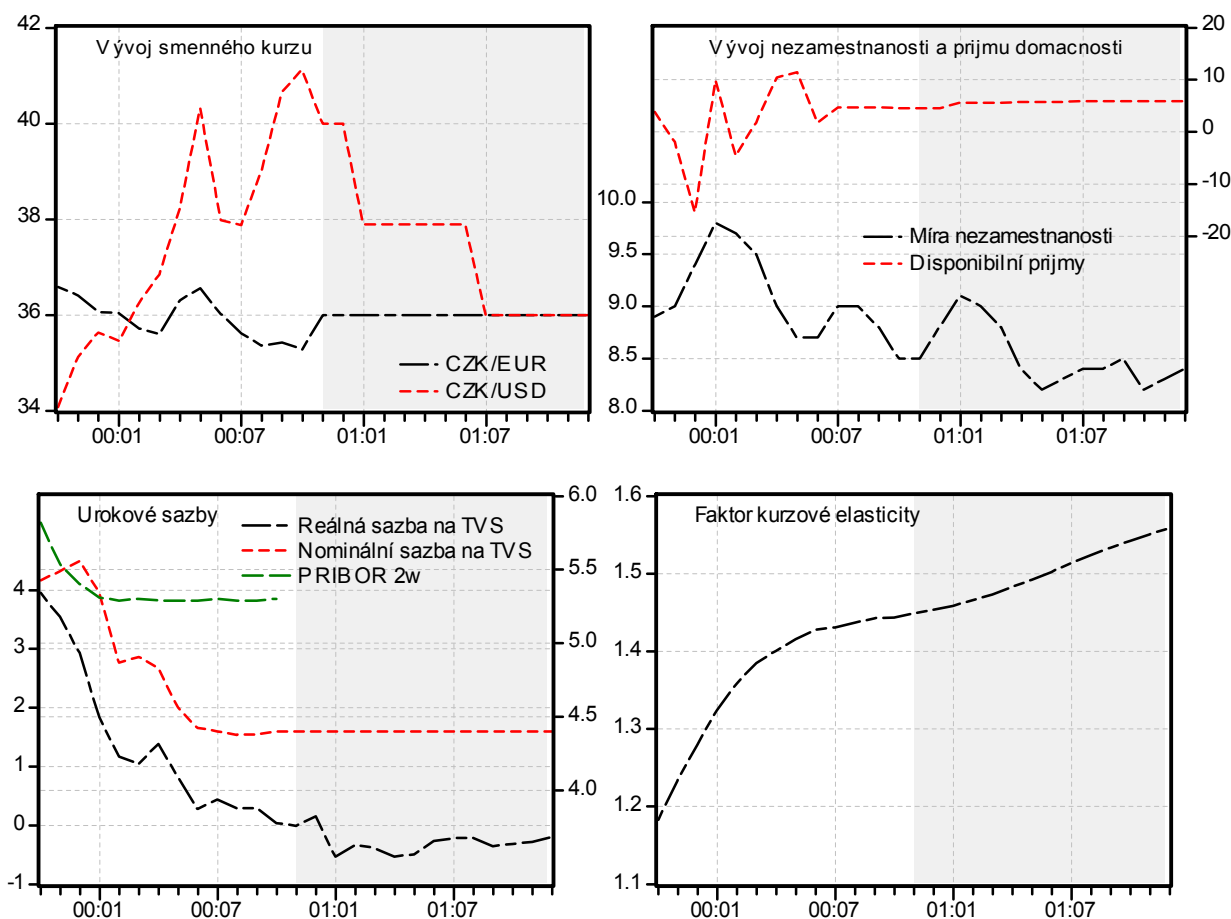 Vývoj smenného kurzu
42
40
38
36
34
CZK/EUR
CZK/USD
00:01 00:07 01:01 01:07
Vývoj nezamestnanosti a prijmu domacnosti
20
10
0
-10
-20
10.0
9.5
9.0
8.5
8.0
Míra nezamestnanosti
Disponibilní prijmy
00:01 00:07 01:01 01:07
Urokové sazby
Reálná sazba na TVS
Nominální sazba na TVS
PRIBOR 2w
4
3
2
1
0
-1
6.0
5.5
5.0
4.5
4.0
00:01 00:07 01:01 01:07
Faktor kurzové elasticity
1.6
1.5
1.4
1.3
1.2
1.1
00:01 00:07 01:01 01:07